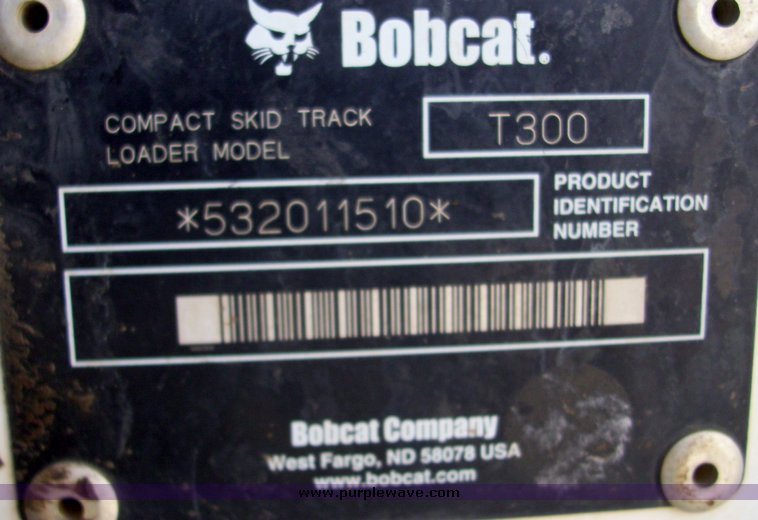 Bobcat.
COMPACT SKID TRACK
LOADER MODEL
T300
*532011510*
PRODUCT
IDENTIFICATION
NUMBER
Bobcat Company
West Fargo, ND 58078 USA
www.bobcat.com
www.purplewave.com